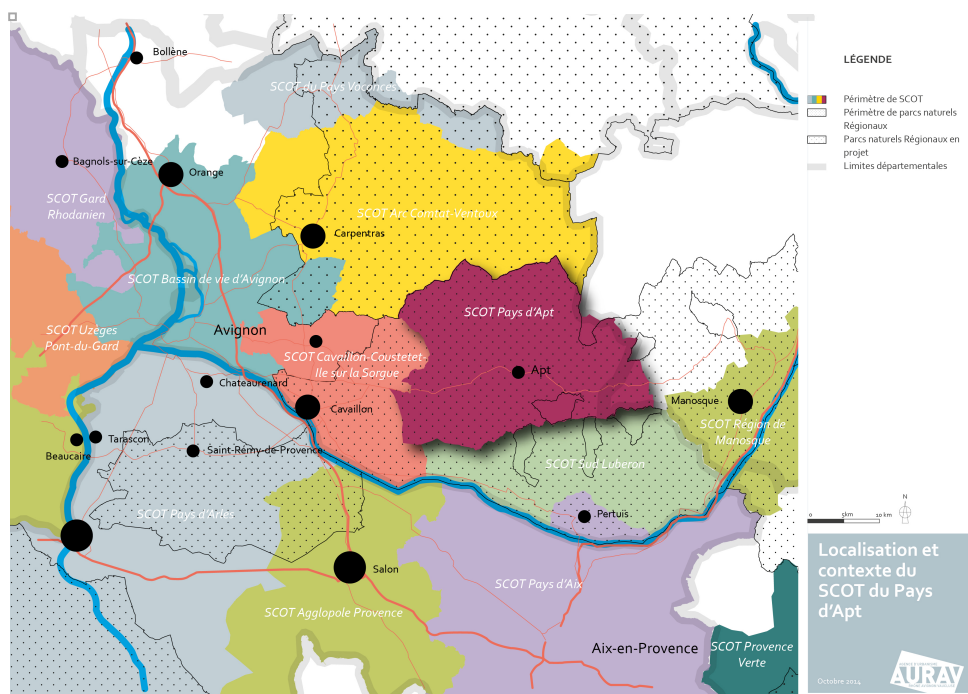 Bollène
SCOT du Pays Voconces
Bagnols-sur-Cèze
Orange
SCOT Gard
Rhodanien
SCOT Arc Comtat-Ventoux
Carpentras
SCOT Bassin de vie d'Avignon
SCOT Pays d'Apt
SCOT Uzèges
Pont-du-Gard
Avignon
SCOT Cavaillon-Coustetet-
Ile sur la Sorgue
Apt
Chateaurenard
Cavaillon
Manosque
SCOT Région de
Manosque
Tarascon
Beaucaire
Saint-Rémy-de-Provence
SCOT Sud Luberon
SCOT Pays d'Arles
Pertuis
Salon
SCOT Pays d'Aix
SCOT Agglopole Provence
Aix-en-Provence
SCOT Provence
Verte
LÉGENDE
Périmètre de SCOT
Périmètre de parcs naturels
Régionaux
Parcs naturels Régionaux en
projet
Limites départementales
N
0 5km 10 km
Localisation et
contexte du
SCOT du Pays
d'Apt
Octobre 2014
AURAV